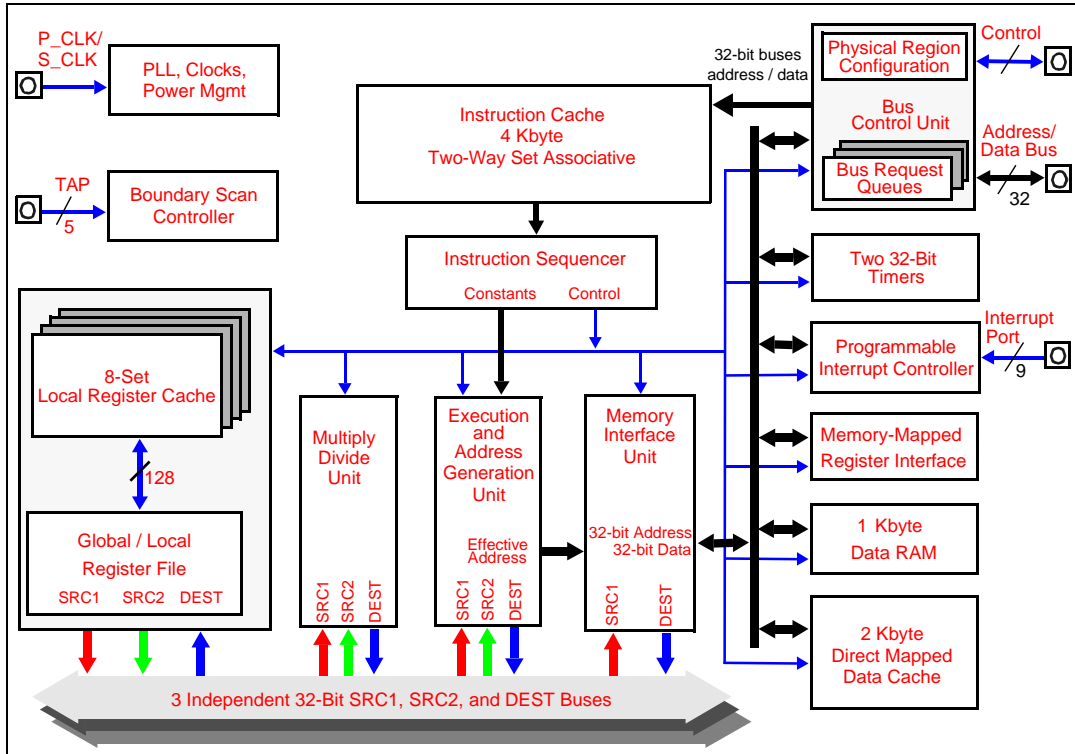 P_CLK/
S_CLK
PLL, Clocks,
Power Mgmt
TAP
5
Boundary Scan
Controller
Instruction Cache
4 Kbyte
Two-Way Set Associative
32-bit buses
address / data
Physical Region
Configuration
Bus
Control Unit
Bus Request
Queues
Control
Address/
Data Bus
32
Instruction Sequencer
Constants
Control
Two 32-Bit
Timers
Programmable
Interrupt Controller
Interrupt
Port
9
Memory-Mapped
Register Interface
1 Kbyte
Data RAM
2 Kbyte
Direct Mapped
Data Cache
8-Set
Local Register Cache
128
Global / Local
Register File
SRC1
SRC2
DEST
Multiply
Divide
Unit
SRC1
SRC2
DEST
Execution
and
Address
Generation
Unit
Effective
Address
SRC1
SRC2
DEST
Memory
Interface
Unit
32-bit Address
32-bit Data
SRC1
DEST
3 Independent 32-Bit SRC1, SRC2, and DEST Buses